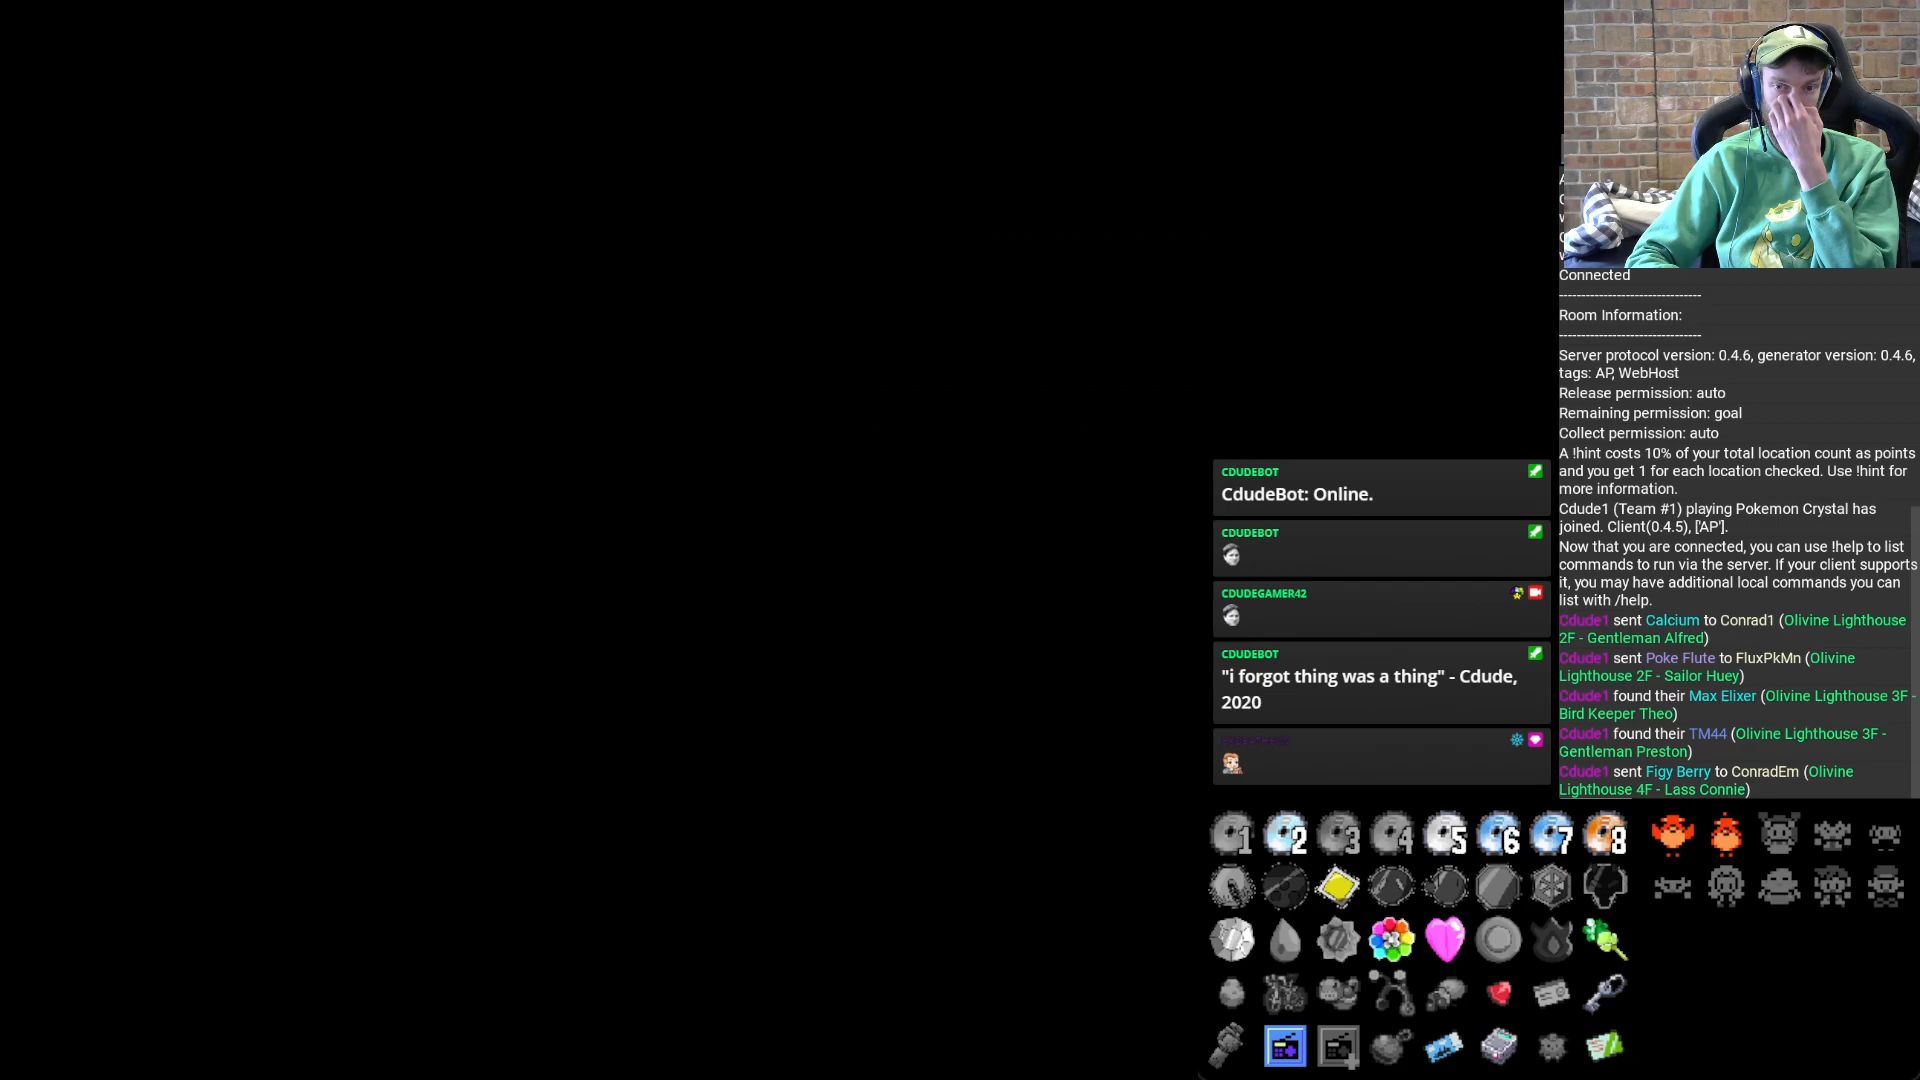 Connected
--------------------------------
Room Information:
--------------------------------
Server protocol version: 0.4.6, generator version: 0.4.6,
tags: AP, WebHost
Release permission: auto
Remaining permission: goal
Collect permission: auto
A !hint costs 10% of your total location count as points
and you get 1 for each location checked. Use !hint for
more information.
Cdude1 (Team #1) playing Pokemon Crystal has
joined. Client(0.4.5), ['AP'].
Now that you are connected, you can use !help to list
commands to run via the server. If your client supports
it, you may have additional local commands you can
list with /help.
Cdude1 sent Calcium to Conrad1 (Olivine Lighthouse
2F - Gentleman Alfred)
Cdude1 sent Poke Flute to FluxPkMn (Olivine
Lighthouse 2F - Sailor Huey)
Cdude1 found their Max Elixer (Olivine Lighthouse 3F -
Bird Keeper Theo)
Cdude1 found their TM44 (Olivine Lighthouse 3F -
Gentleman Preston)
Cdude1 sent Figy Berry to ConradEm (Olivine
Lighthouse 4F - Lass Connie)
CDUDEBOT
CdudeBot: Online.
CDUDEBOT
CDUDEGAMER42
CDUDEBOT
"i forgot thing was a thing" - Cdude,
2020
1 2 3 4 5 6 7 8